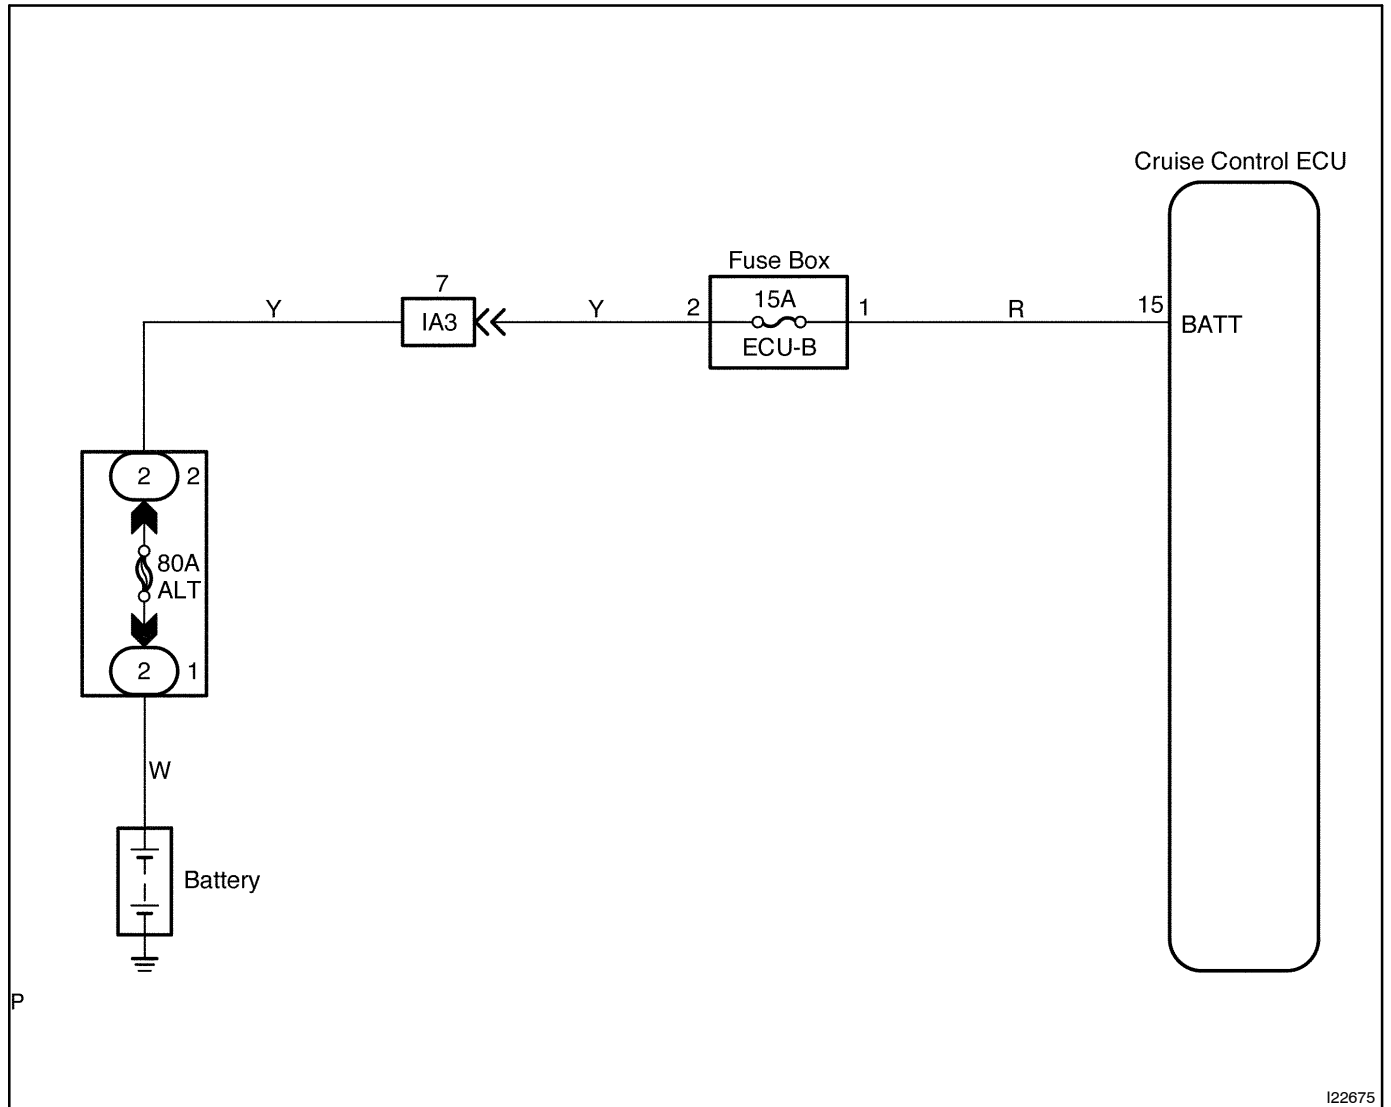 Cruise Control ECU
Fuse Box
7
Y
IA3
Y
2
15A
ECU-B
1
R
15
BATT
2
2
80A
ALT
2
1
W
Battery
P
I22675